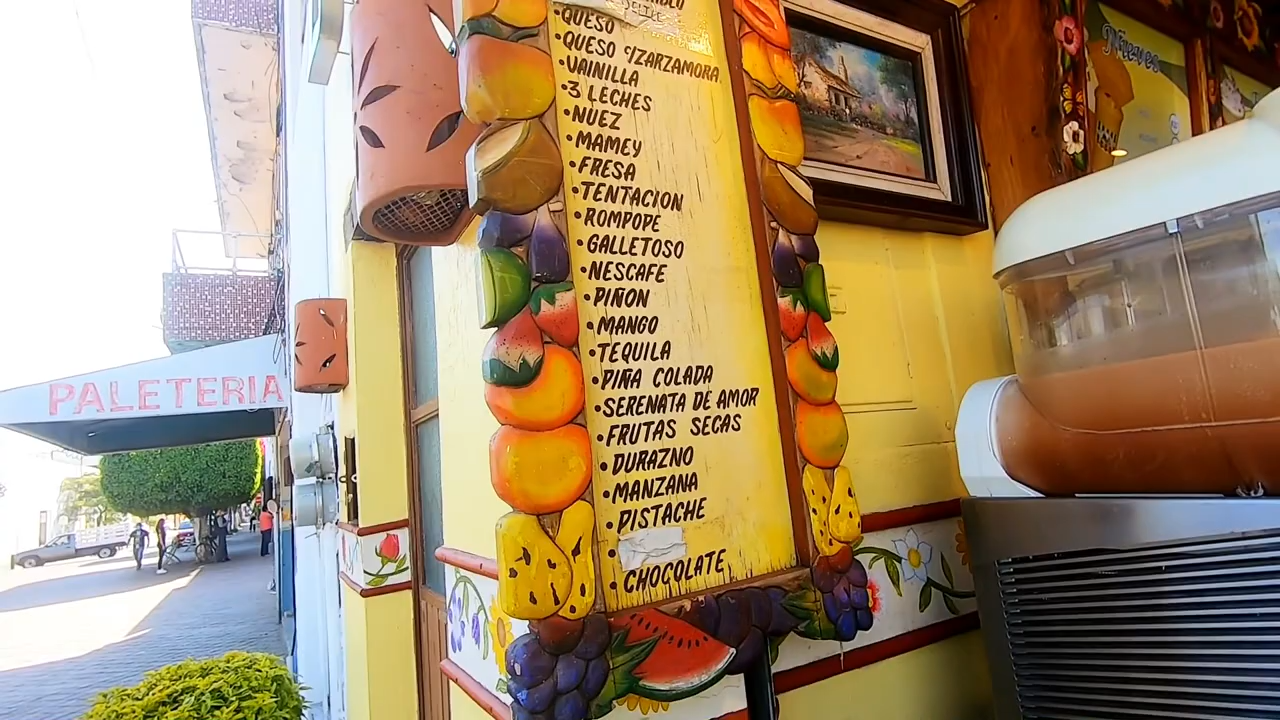 •QUESO
•QUESO C/ZARZAMORA
•VAINILLA
•3 LECHES
•NUEZ
•MAMEY
•FRESA
•TENTACION
•ROMPOPE
•GALLETOSO
•NESCAFE
•PIÑON
•MANGO
•TEQUILA
•PIÑA COLADA
•SERENATA DE AMOR
•FRUTAS SECAS
•DURAZNO
•MANZANA
•PISTACHE
•
•CHOCOLATE
PALETERIA
Nieves